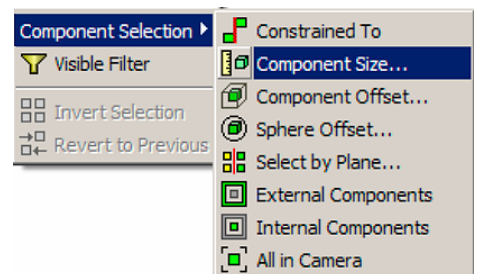 Component Selection
Visible Filter
Invert Selection
Revert to Previous
Constrained To
Component Size...
Component Offset...
Sphere Offset...
Select by Plane...
External Components
Internal Components
All in Camera